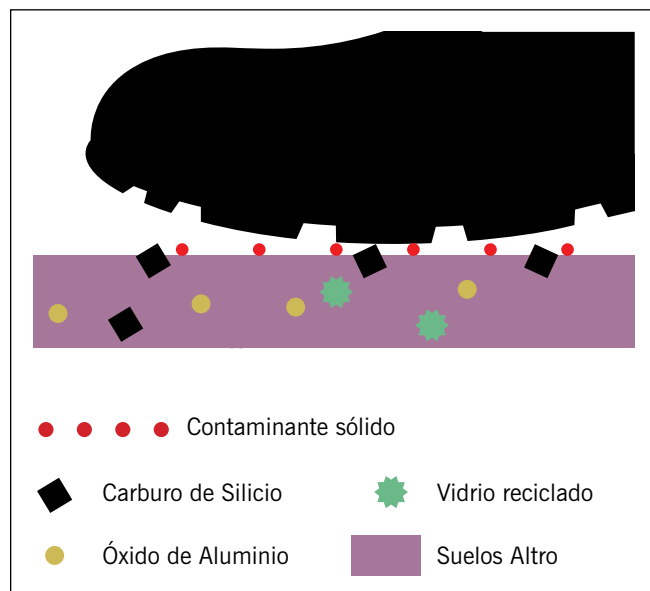 Contaminante sólido
Carburo de Silicio
Vidrio reciclado
Óxido de Aluminio
Suelos Altro